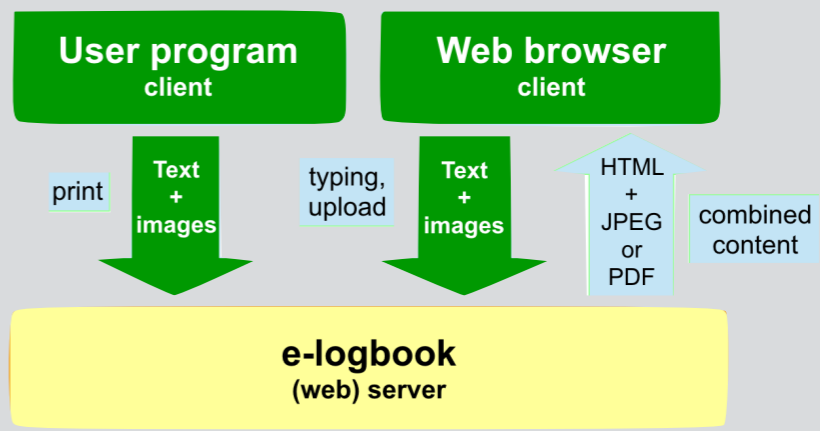 User program
client
Web browser
client
print
Text
+
images
typing,
upload
Text
+
images
HTML
+
JPEG
or
PDF
combined
content
e-logbook
(web) server